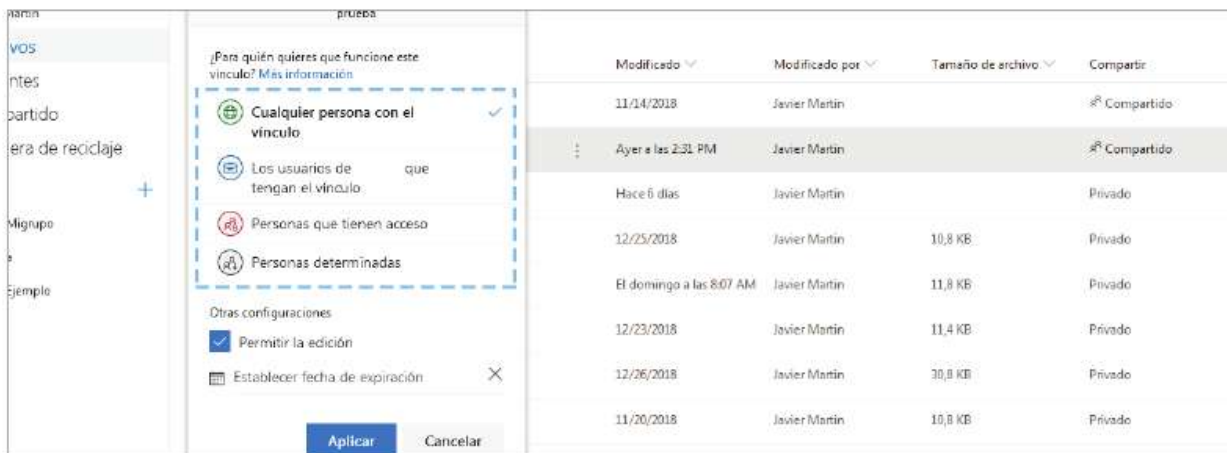 Martin
vos
ntes
partido
era de reciclaje
Migrupo
Ejemplo
prueba
¿Para quién quieres que funcione este
vínculo? Más información
Cualquier persona con el
vínculo
Los usuarios de que
tengan el vínculo
Personas que tienen acceso
Personas determinadas
Otras configuraciones
Permitir la edición
Establecer fecha de expiración
Aplicar Cancelar
Modificado Modificado por Tamaño de archivo Compartir
11/14/2018 Javier Martin Compartido
Ayer a las 2:31 PM Javier Martin Compartido
Hace 6 días Javier Martin Privado
12/25/2018 Javier Martin 10,8 KB Privado
El domingo a las 8:07 AM Javier Martin 11,8 KB Privado
12/23/2018 Javier Martin 11,4 KB Privado
12/26/2018 Javier Martin KB Privado
11/20/2018 Javier Martin 10,8 KB Privado